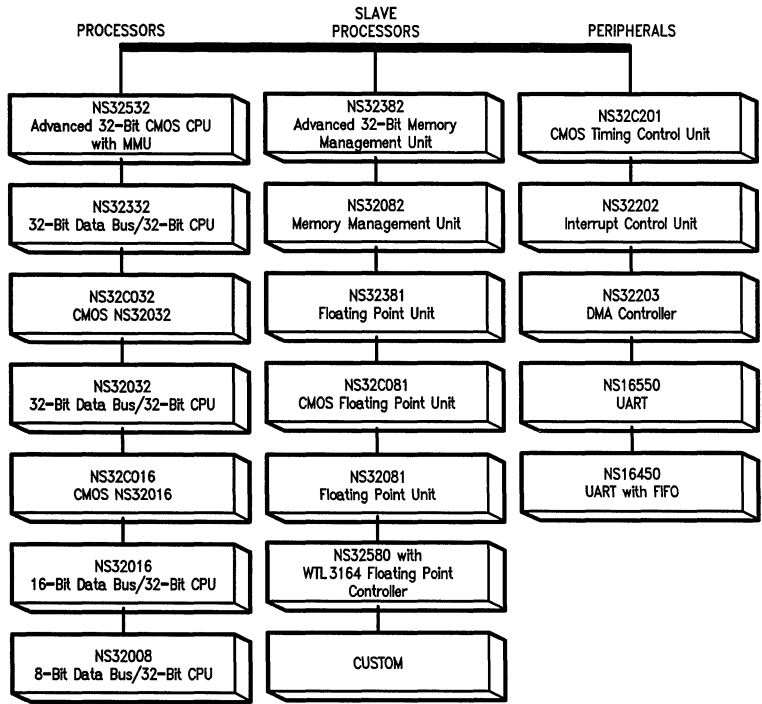 PROCESSORS
SLAVE
PROCESSORS
PERIPHERALS
NS32532
Advanced 32-Bit CMOS CPU
with MMU
NS32332
32-Bit Data Bus/32-Bit CPU
NS32C032
CMOS NS32032
NS32032
32-Bit Data Bus/32-Bit CPU
NS32C016
CMOS NS32016
NS32016
16-Bit Data Bus/32-Bit CPU
NS32008
8-Bit Data Bus/32-Bit CPU
NS32382
Advanced 32-Bit Memory
Management Unit
NS32082
Memory Management Unit
NS32381
Floating Point Unit
NS32C081
CMOS Floating Point Unit
NS32081
Floating Point Unit
NS32580 with
WTL3164 Floating Point
Controller
CUSTOM
NS32C201
CMOS Timing Control Unit
NS32202
Interrupt Control Unit
NS32203
DMA Controller
NS16550
UART
NS16450
UART with FIFO